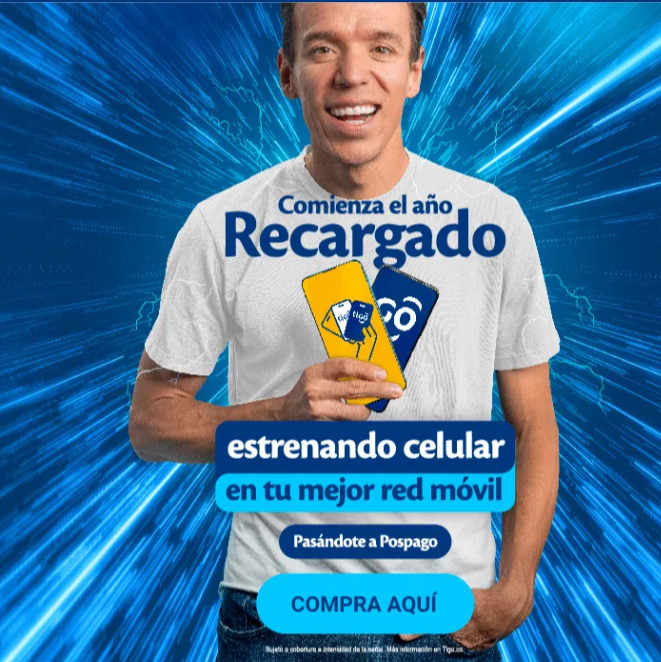 Comienza el año
Recargado
tigo
GO
estrenando celular
en tu mejor red móvil
Pasándote a Pospago
COMPRA AQUÍ
Sujeto a cobertura e intensidad de la señal. Más información en Tigo.co.